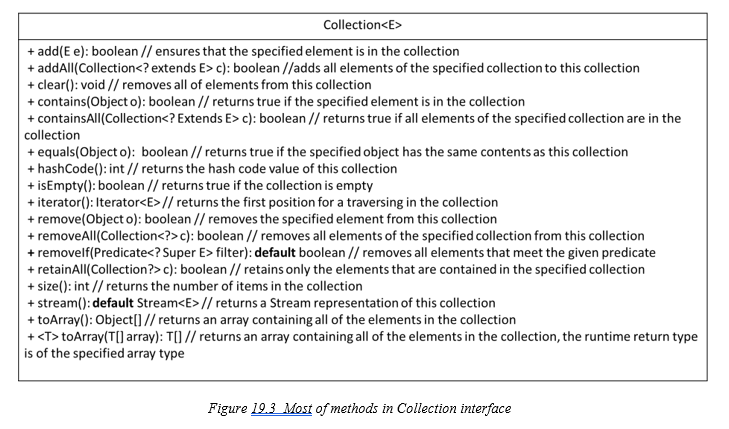 Collection<E>
+ add(E e): boolean // ensures that the specified element is in the collection
+ addAll(Collection<? extends E> c): boolean //adds all elements of the specified collection to this collection
+ clear(): void // removes all of elements from this collection
+ contains(Object o): boolean // returns true if the specified element is in the collection
+ containsAll(Collection<? Extends E> c): boolean // returns true if all elements of the specified collection are in the
collection
+ equals(Object o): boolean // returns true if the specified object has the same contents as this collection
+ hashCode(): int // returns the hash code value of this collection
+ isEmpty(): boolean // returns true if the collection is empty
+ iterator(): Iterator<E> // returns the first position for a traversing in the collection
+ remove(Object o): boolean // removes the specified element from this collection
+ removeAll(Collection<?> c): boolean // removes all elements of the specified collection from this collection
+ removeIf(Predicate<? Super E> filter): default boolean // removes all elements that meet the given predicate
+ retainAll(Collection?> c): boolean // retains only the elements that are contained in the specified collection
+ size(): int // returns the number of items in the collection
+ stream(): default Stream<E> // returns a Stream representation of this collection
+ toArray(): Object[] // returns an array containing all of the elements in the collection
+ <T> toArray(T[] array): T[] // returns an array containing all of the elements in the collection, the runtime return type
is of the specified array type
Figure 19.3 Most of methods in Collection interface